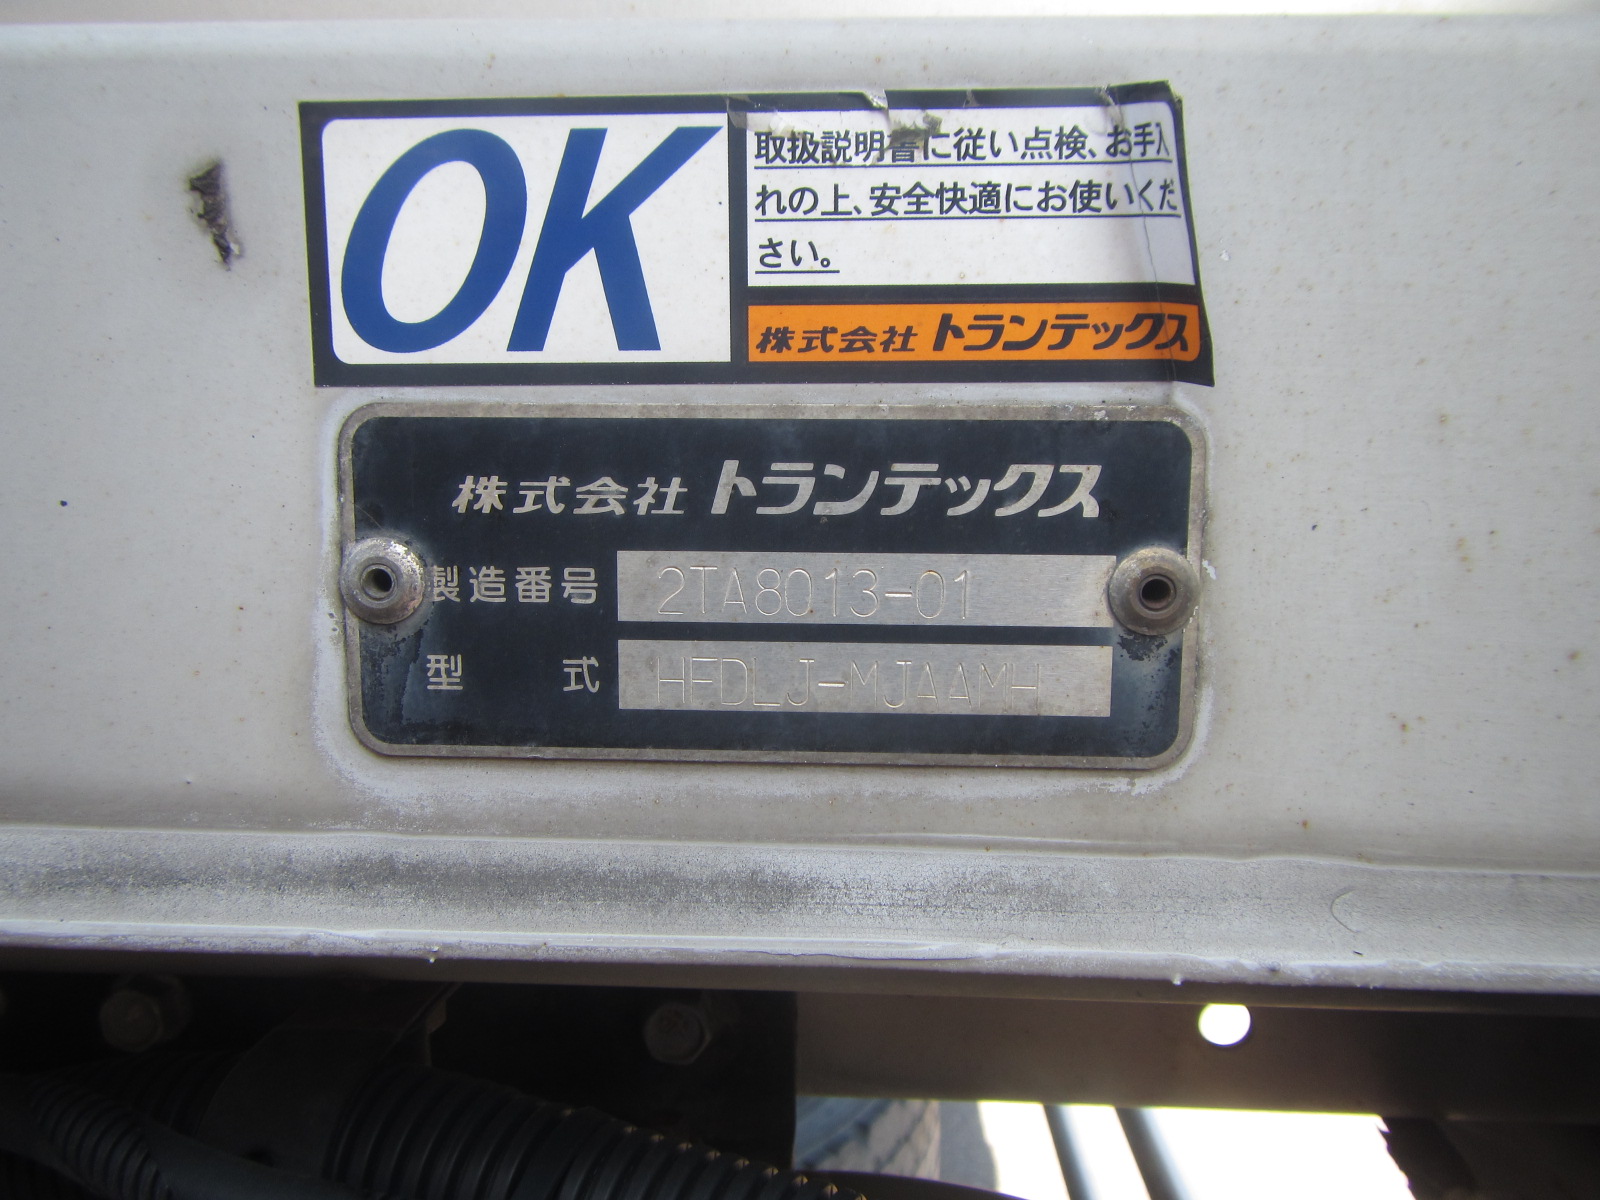 OK
取扱説明書に従い点検、お手入
れの上、安全快適にお使いくだ
さい。
株式会社トランテックス
株式会社トランテックス
製造番号 2TA8013-01
型式 HFDLJ-MJAAMH